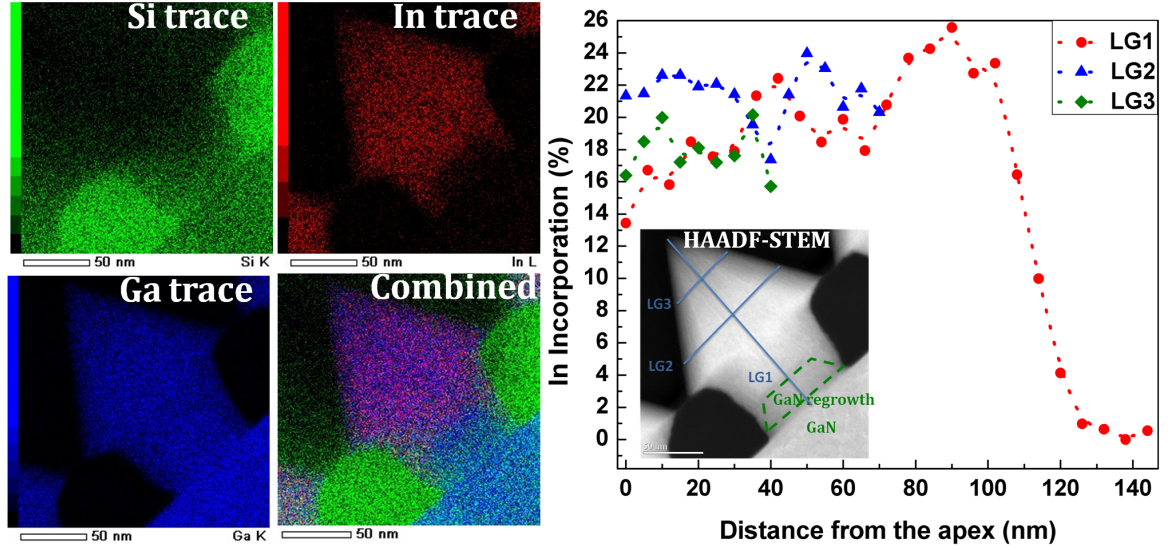 Si trace
50 nm
Si K
In trace
50 nm
In L
Ga trace
50 nm
Ga K
Combined
50 nm
In Incorporation (%)
26
24
22
20
18
16
14
12
10
8
6
4
2
0
0 20 40 60 80 100 120 140
Distance from the apex (nm)
LG1
LG2
LG3
HAADF-STEM
LG3
LG2
LG1
GaN regrowth
GaN
50 nm